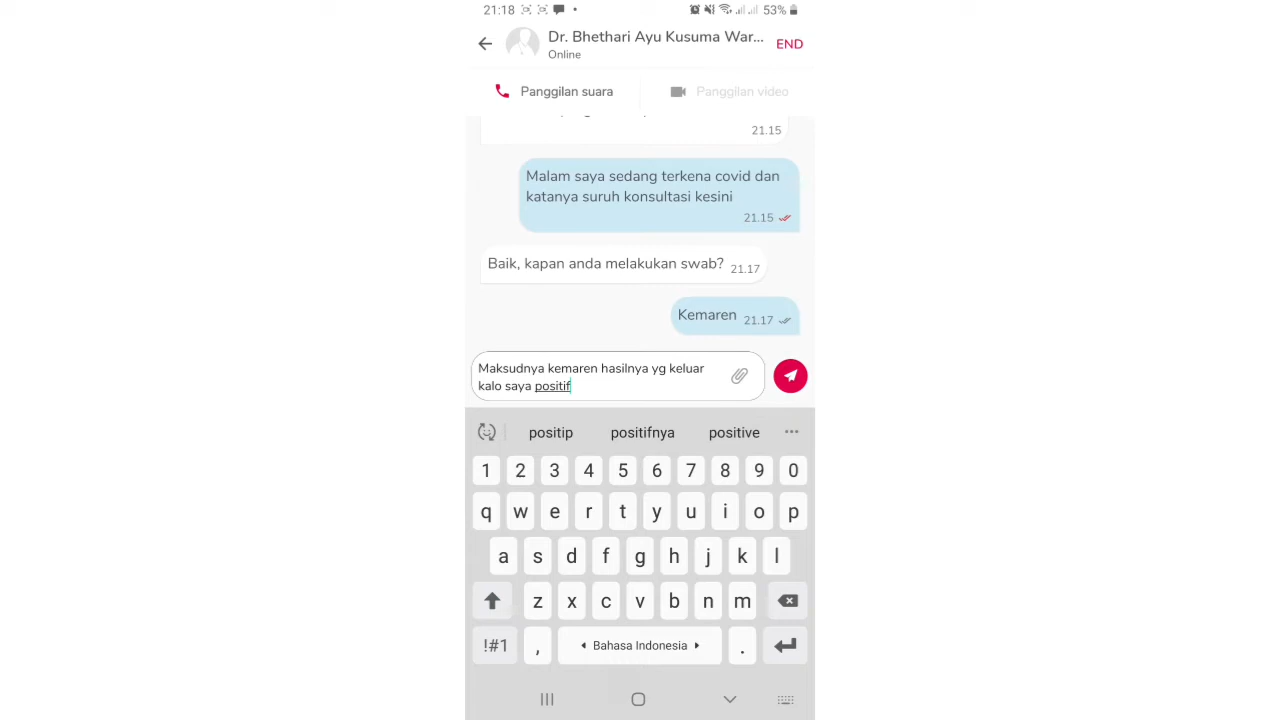 21:18
53%
Dr. Bhethari Ayu Kusuma War...
END
Online
Panggilan suara
Panggilan video
21.15
Malam saya sedang terkena covid dan
katanya suruh konsultasi kesini
21.15
Baik, kapan anda melakukan swab?
21.17
Kemaren
21.17
Maksudnya kemaren hasilnya yg keluar
kalo saya positif
positip positifnya positive ...
1 2 3 4 5 6 7 8 9 0
q w e r t y u i o p
a s d f g h j k l
z x c v b n m
!#1 , Bahasa Indonesia .